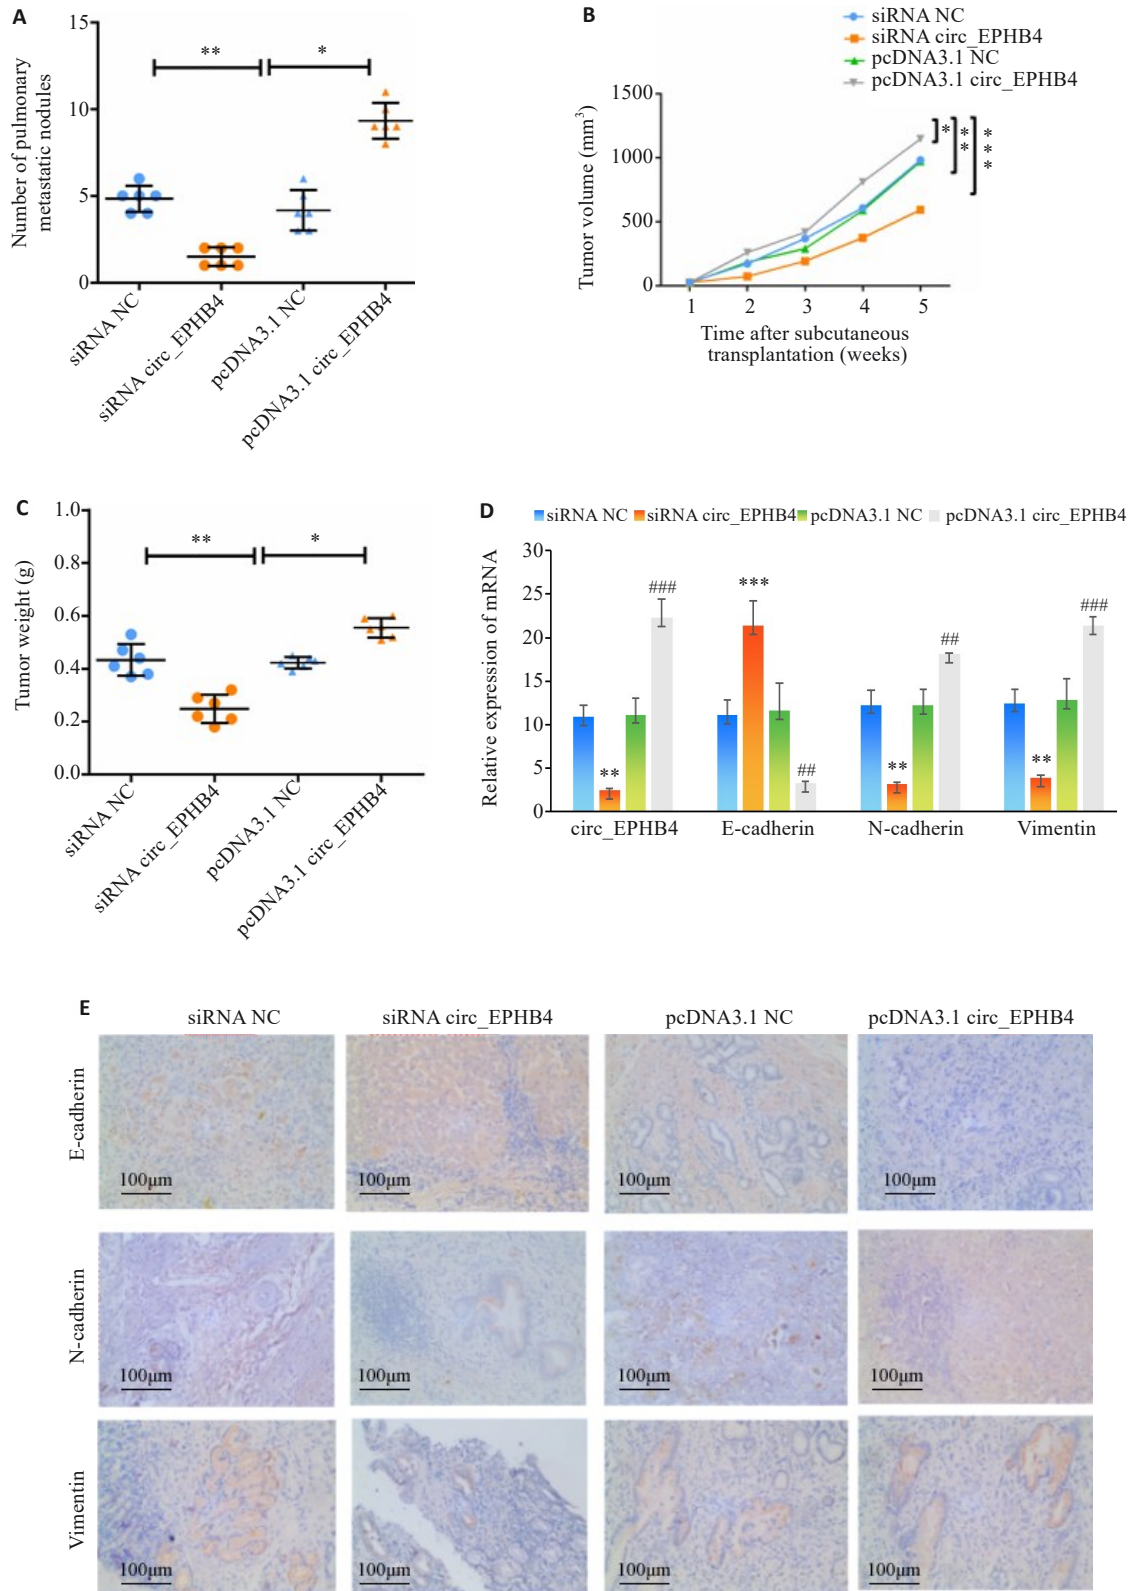 A
15
10
5
0
Number of pulmonary
metastatic nodules
**
*
siRNA NC
siRNA circ_EPHB4
pcDNA3.1 NC
pcDNA3.1 circ_EPHB4
B
siRNA NC
siRNA circ_EPHB4
pcDNA3.1 NC
pcDNA3.1 circ_EPHB4
1500
1000
500
0
Tumor volume (mm³)
*
**
***
1 2 3 4 5
Time after subcutaneous
transplantation (weeks)
C
1.0
0.8
0.6
0.4
0.2
0.0
Tumor weight (g)
**
*
siRNA NC
siRNA circ_EPHB4
pcDNA3.1 NC
pcDNA3.1 circ_EPHB4
D
siRNA NC siRNA circ_EPHB4 pcDNA3.1 NC pcDNA3.1 circ_EPHB4
30
25
20
15
10
5
0
Relative expression of mRNA
** ###
*** ##
** ##
** ###
circ_EPHB4 E-cadherin N-cadherin Vimentin
E
siRNA NC siRNA circ_EPHB4 pcDNA3.1 NC pcDNA3.1 circ_EPHB4
E-cadherin
100μm 100μm 100μm 100μm
N-cadherin
100μm 100μm 100μm 100μm
Vimentin
100μm 100μm 100μm 100μm